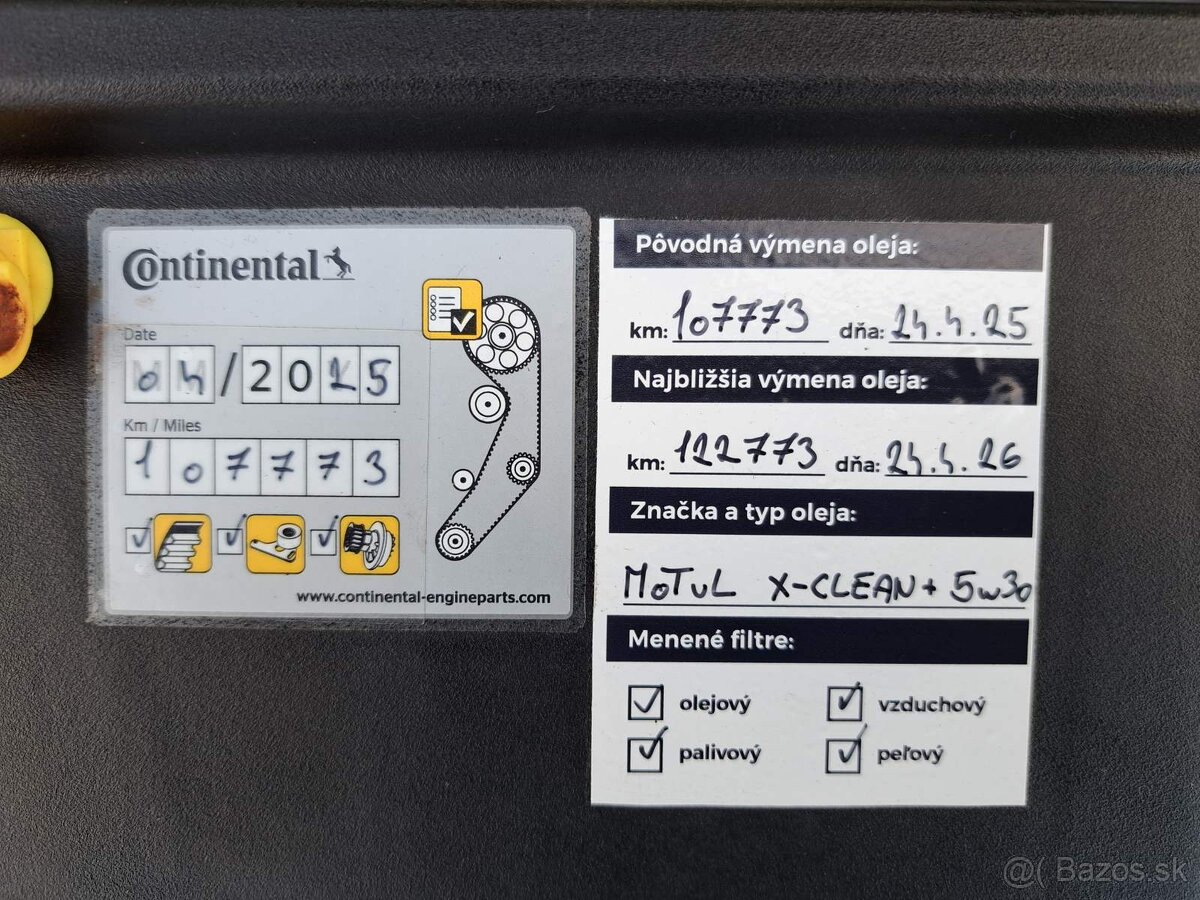 Continental
Date
04/2025
Km / Miles
107773
www.continental-engineparts.com
Pôvodná výmena oleja:
km: 107773 dňa: 24.4.25
Najbližšia výmena oleja:
km: 122773 dňa: 24.4.26
Značka a typ oleja:
MOTUL X-CLEAN+ 5W30
Menené filtre:
olejový vzduchový
palivový peľový
@( Bazos.sk